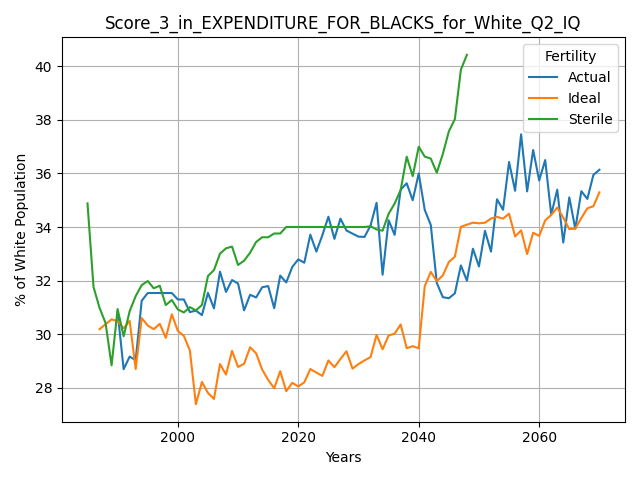 Score_3_in_EXPENDITURE_FOR_BLACKS_for_White_Q2_IQ
Fertility
Actual
Ideal
Sterile
% of White Population
40
38
36
34
32
30
28
2000
2020
2040
2060
Years